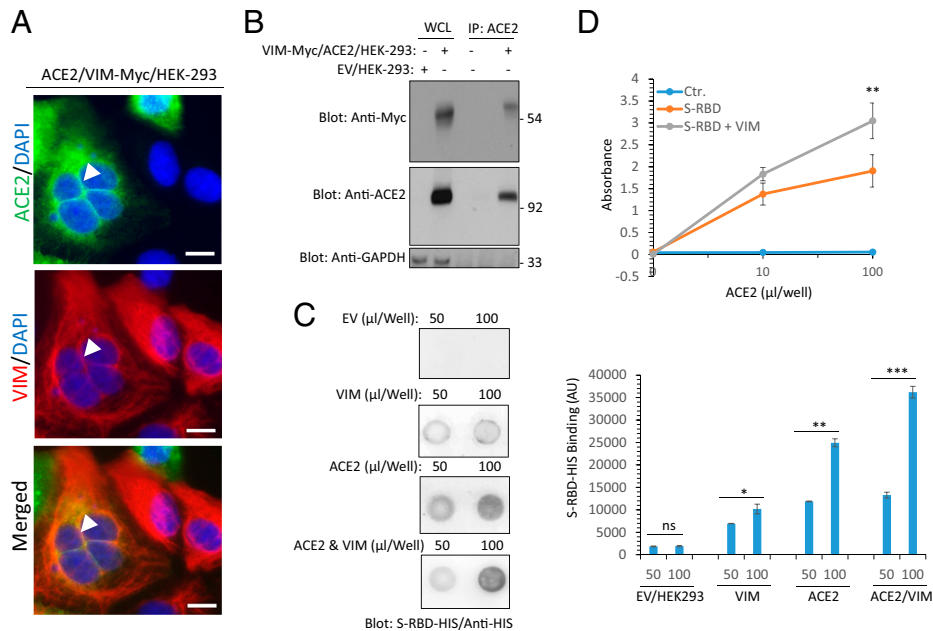 A
ACE2/VIM-Myc/HEK-293
ACE2/DAPI
VIM/DAPI
Merged
B
WCL IP: ACE2
VIM-Myc/ACE2/HEK-293: - + - +
EV/HEK-293: + - - -
Blot: Anti-Myc
- 54
Blot: Anti-ACE2
- 92
Blot: Anti-GAPDH
- 33
C
EV (µl/Well): 50 100
VIM (µl/Well): 50 100
ACE2 (µl/Well): 50 100
ACE2 & VIM (µl/Well) 50 100
Blot: S-RBD-HIS/Anti-HIS
D
Absorbance
4
3.5
3
2.5
2
1.5
1
0.5
0
-0.5
Ctr.
S-RBD
S-RBD + VIM
**
0 10 100
ACE2 (µl/well)
S-RBD-HIS Binding (AU)
40000
35000
30000
25000
20000
15000
10000
5000
0
ns
*
**
***
50 100 50 100 50 100 50 100
EV/HEK293 VIM ACE2 ACE2/VIM